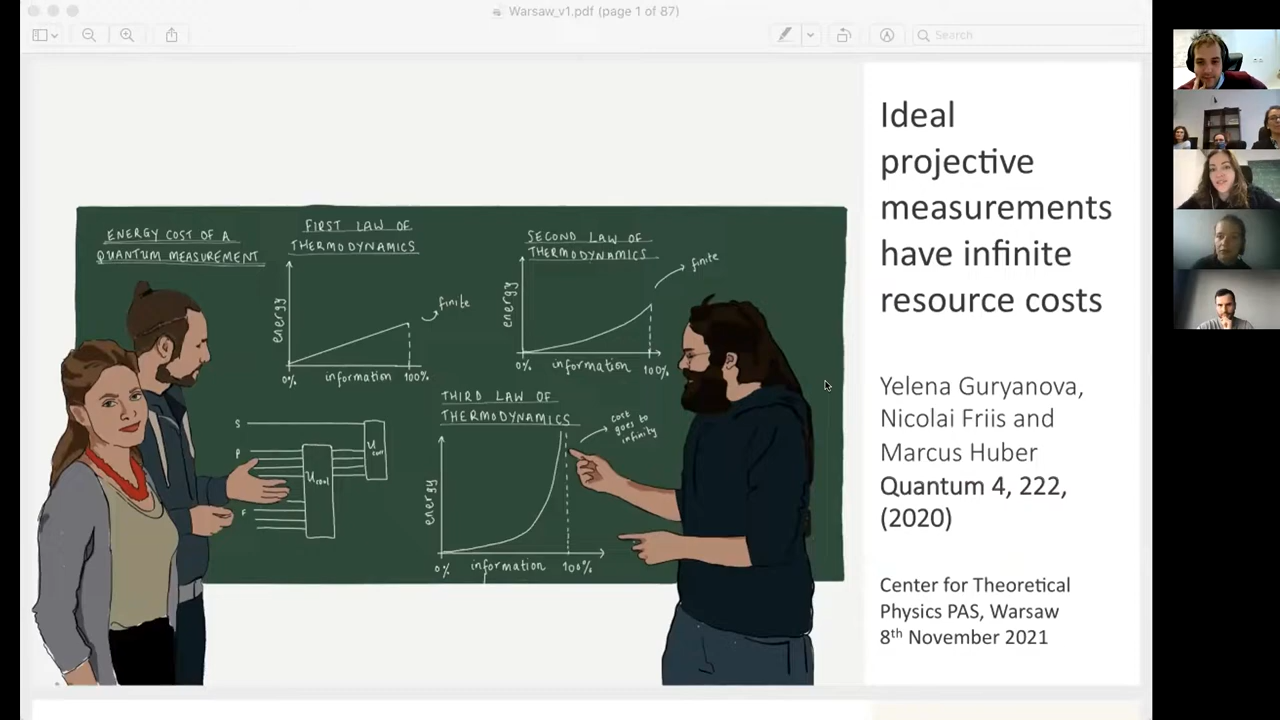 Warsaw_v1.pdf (page 1 of 87)
Search
ENERGY COST OF A
QUANTUM MEASUREMENT
FIRST LAW OF
THERMODYNAMICS
energy
finite
0% information 100%
SECOND LAW OF
THERMODYNAMICS
energy
finite
0% information 100%
THIRD LAW OF
THERMODYNAMICS
energy
cost
goes to
infinity
0% information 100%
S
P
F
Ucool
Ucorr
Ideal
projective
measurements
have infinite
resource costs
Yelena Guryanova,
Nicolai Friis and
Marcus Huber
Quantum 4, 222,
(2020)
Center for Theoretical
Physics PAS, Warsaw
8th November 2021